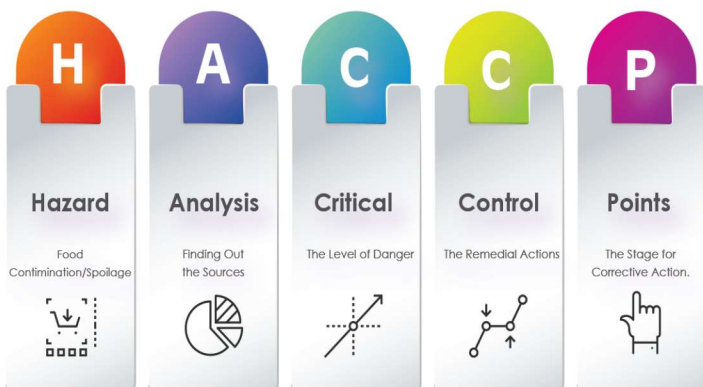 H
A
C
C
P
Hazard
Analysis
Critical
Control
Points
Food
Contimination/Spoilage
Finding Out
the Sources
The Level of Danger
The Remedial Actions
The Stage for
Corrective Action.